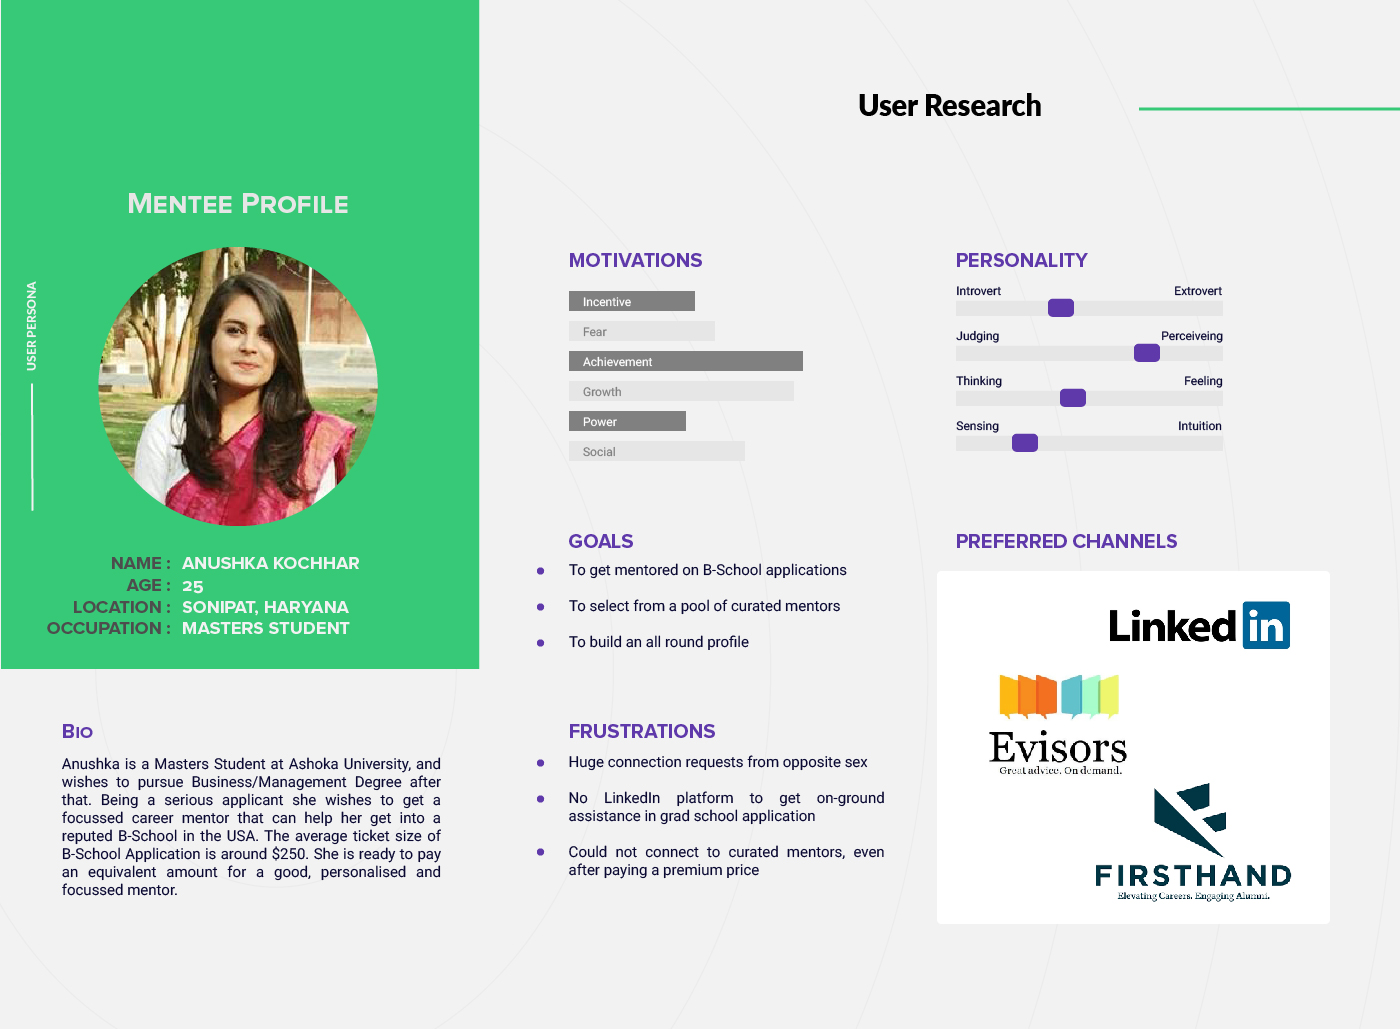 User Research
MENTEE PROFILE
USER PERSONA
NAME : ANUSHKA KOCHHAR
AGE : 25
LOCATION : SONIPAT, HARYANA
OCCUPATION : MASTERS STUDENT
BIO
Anushka is a Masters Student at Ashoka University, and
wishes to pursue Business/Management Degree after
that. Being a serious applicant she wishes to get a
focussed career mentor that can help her get into a
reputed B-School in the USA. The average ticket size of
B-School Application is around $250. She is ready to pay
an equivalent amount for a good, personalised and
focussed mentor.
MOTIVATIONS
Incentive
Fear
Achievement
Growth
Power
Social
PERSONALITY
Introvert Extrovert
Judging Perceiveing
Thinking Feeling
Sensing Intuition
GOALS
To get mentored on B-School applications
To select from a pool of curated mentors
To build an all round profile
FRUSTRATIONS
Huge connection requests from opposite sex
No LinkedIn platform to get on-ground
assistance in grad school application
Could not connect to curated mentors, even
after paying a premium price
PREFERRED CHANNELS
Linked in
Evisors
Great advice. On demand.
FIRSTHAND
Elevating Careers. Engaging Alumni.